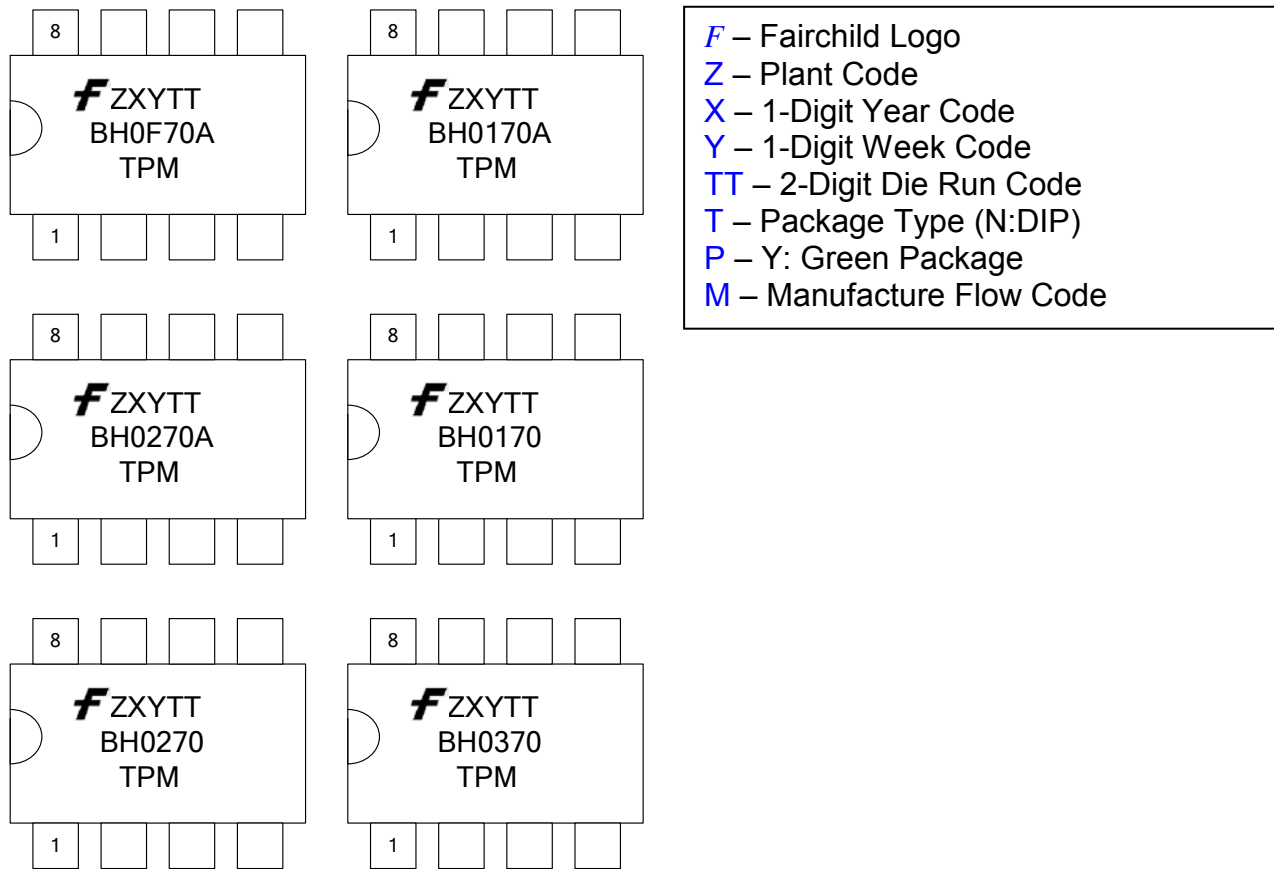 8
F ZXYTT
BH0F70A
TPM
1
8
F ZXYTT
BH0170A
TPM
1
F – Fairchild Logo
Z – Plant Code
X – 1-Digit Year Code
Y – 1-Digit Week Code
TT – 2-Digit Die Run Code
T – Package Type (N:DIP)
P – Y: Green Package
M – Manufacture Flow Code
8
F ZXYTT
BH0270A
TPM
1
8
F ZXYTT
BH0170
TPM
1
8
F ZXYTT
BH0270
TPM
1
8
F ZXYTT
BH0370
TPM
1